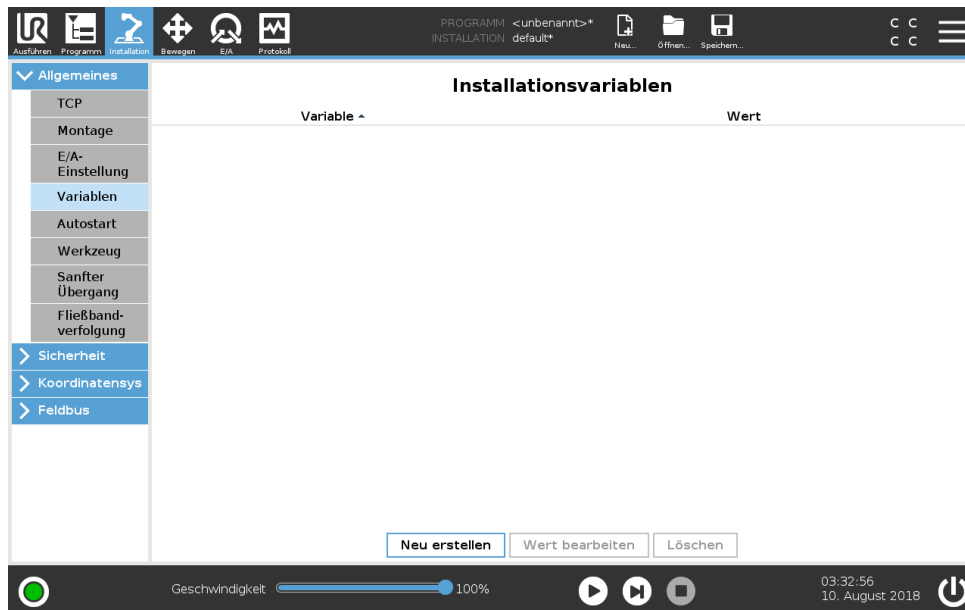 UR
PROGRAMM <unbenannt>*
INSTALLATION default*
Ausführen Programm Installation Bewegen E/A Protokoll
Neu... Öffnen... Speichern...
C C
C C
Allgemeines
TCP
Montage
E/A-
Einstellung
Variablen
Autostart
Werkzeug
Sanfter
Übergang
Fließband-
verfolgung
Sicherheit
Koordinatensys
Feldbus
Installationsvariablen
Variable Wert
Neu erstellen Wert bearbeiten Löschen
Geschwindigkeit 100%
03:32:56
10. August 2018